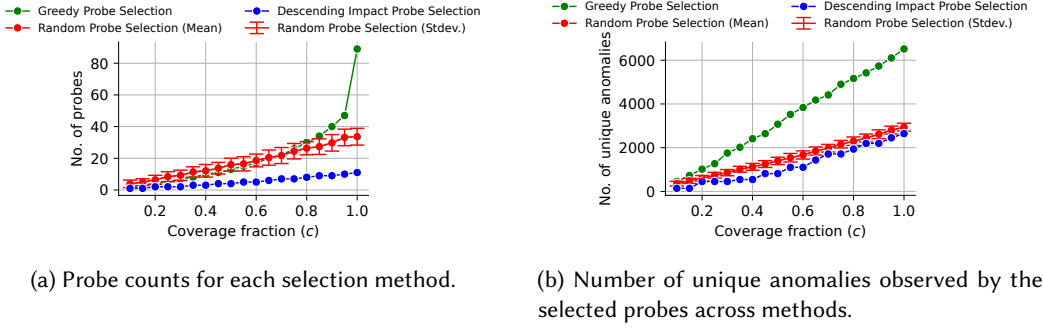 Greedy Probe Selection
Descending Impact Probe Selection
Random Probe Selection (Mean)
Random Probe Selection (Stdev.)
No. of probes
80
60
40
20
0
0.2
0.4
0.6
0.8
1.0
Coverage fraction (c)
(a) Probe counts for each selection method.
Greedy Probe Selection
Descending Impact Probe Selection
Random Probe Selection (Mean)
Random Probe Selection (Stdev.)
No. of unique anomalies
6000
4000
2000
0
0.2
0.4
0.6
0.8
1.0
Coverage fraction (c)
(b) Number of unique anomalies observed by the
selected probes across methods.